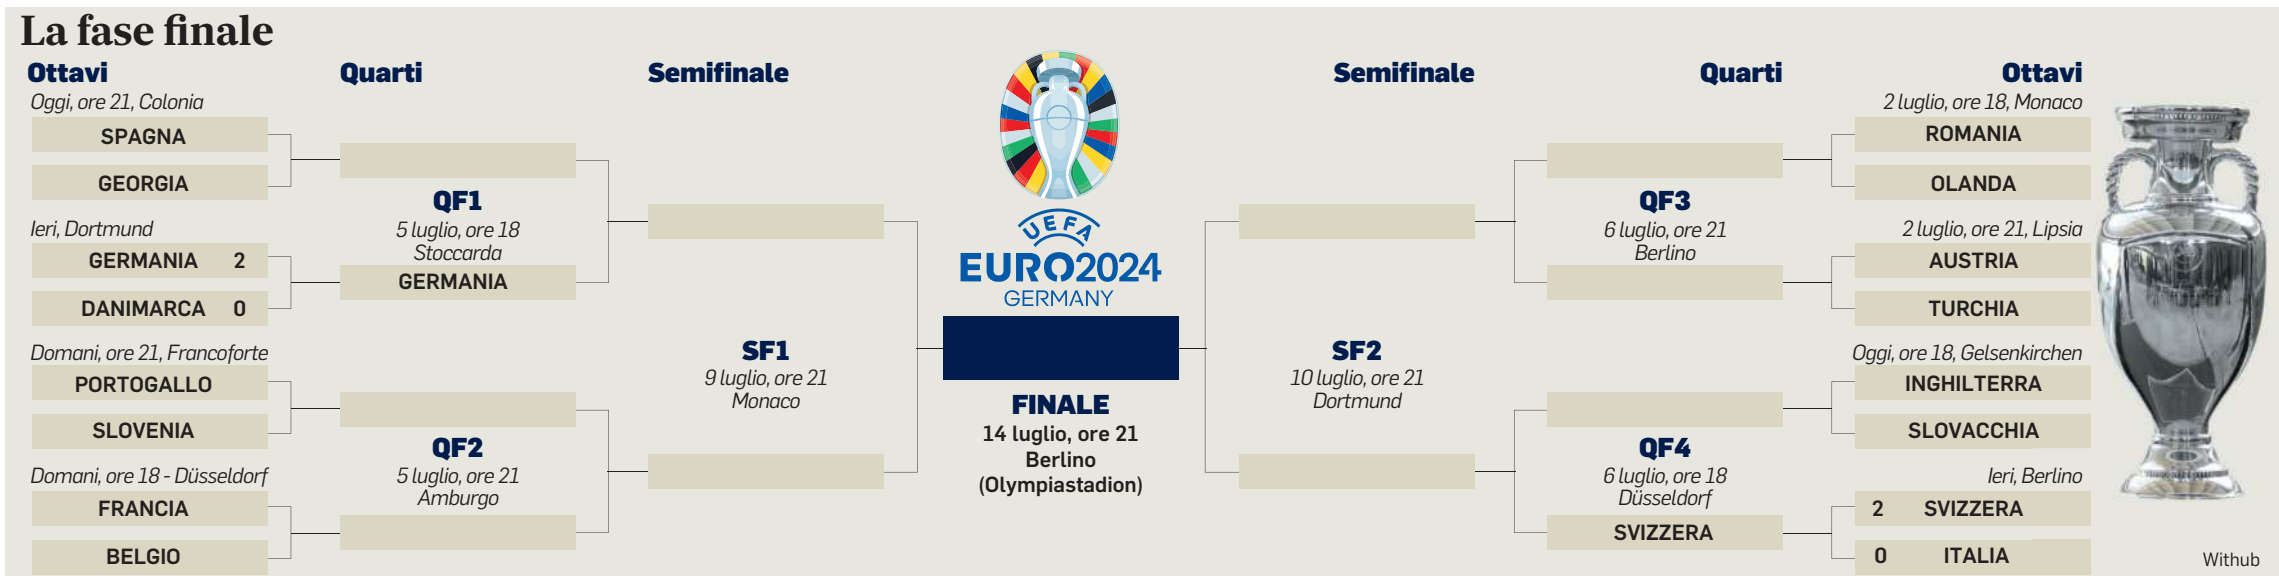 La fase finale
Ottavi
Quarti
Semifinale
Semifinale
Quarti
Ottavi
Oggi, ore 21, Colonia
SPAGNA
GEORGIA
Ieri, Dortmund
GERMANIA 2
DANIMARCA 0
Domani, ore 21, Francoforte
PORTOGALLO
SLOVENIA
Domani, ore 18 - Düsseldorf
FRANCIA
BELGIO
QF1
5 luglio, ore 18
Stoccarda
GERMANIA
QF2
5 luglio, ore 21
Amburgo
SF1
9 luglio, ore 21
Monaco
UEFA
EURO2024
GERMANY
FINALE
14 luglio, ore 21
Berlino
(Olympiastadion)
SF2
10 luglio, ore 21
Dortmund
QF3
6 luglio, ore 21
Berlino
QF4
6 luglio, ore 18
Düsseldorf
SVIZZERA
2 luglio, ore 18, Monaco
ROMANIA
OLANDA
2 luglio, ore 21, Lipsia
AUSTRIA
TURCHIA
Oggi, ore 18, Gelsenkirchen
INGHILTERRA
SLOVACCHIA
Ieri, Berlino
2 SVIZZERA
0 ITALIA
Withub